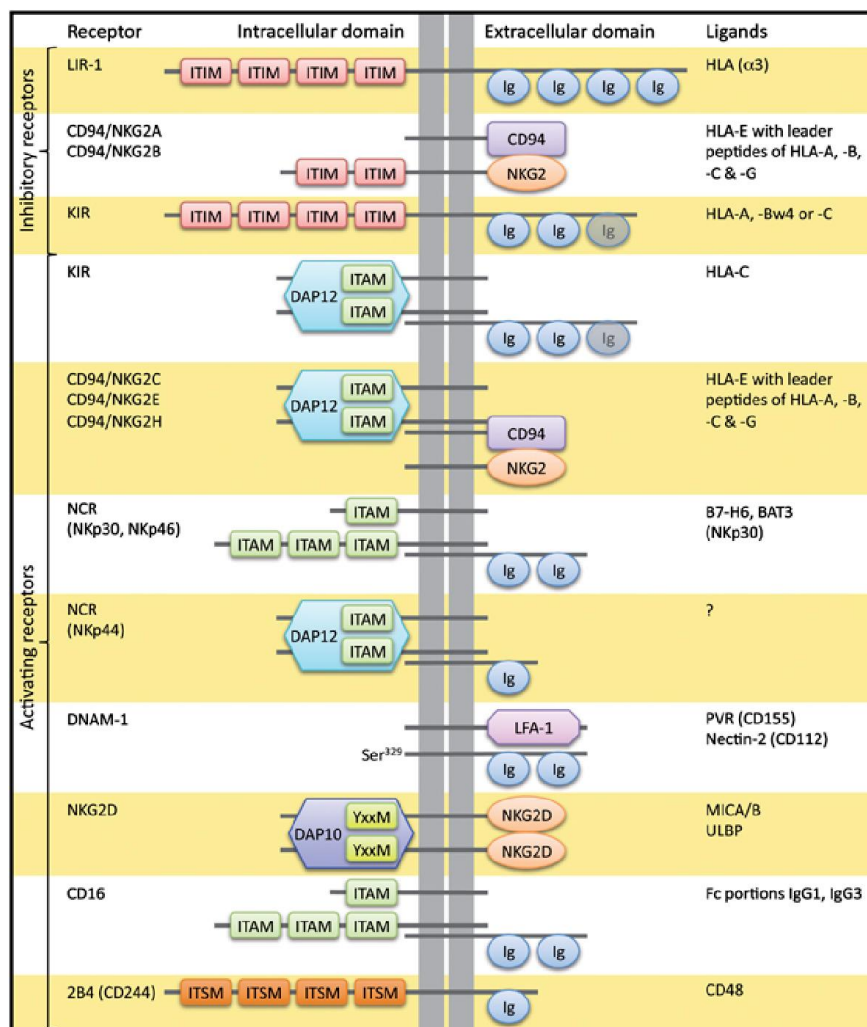 Receptor Intracellular domain Extracellular domain Ligands
Inhibitory receptors
LIR-1 ITIM ITIM ITIM ITIM Ig Ig Ig Ig HLA (α3)
CD94/NKG2A CD94 HLA-E with leader
CD94/NKG2B peptides of HLA-A, -B,
ITIM ITIM NKG2 -C & -G
KIR ITIM ITIM ITIM ITIM Ig Ig Ig HLA-A, -Bw4 or -C
Activating receptors
KIR ITAM HLA-C
DAP12
ITAM
Ig Ig Ig
CD94/NKG2C ITAM HLA-E with leader
CD94/NKG2E DAP12 peptides of HLA-A, -B,
CD94/NKG2H ITAM CD94 -C & -G
NKG2
NCR ITAM B7-H6, BAT3
(NKp30, NKp46) (NKp30)
ITAM ITAM ITAM Ig Ig
NCR ITAM ?
(NKp44) DAP12
ITAM
Ig
DNAM-1 LFA-1 PVR (CD155)
Nectin-2 (CD112)
Ser329 Ig Ig
NKG2D YxxM NKG2D MICA/B
DAP10 ULBP
YxxM NKG2D
CD16 ITAM Fc portions IgG1, IgG3
ITAM ITAM ITAM Ig Ig
2B4 (CD244) ITSM ITSM ITSM ITSM Ig CD48